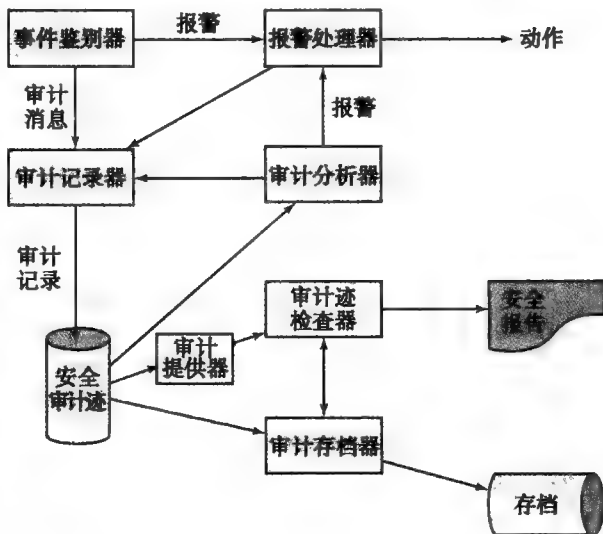 报警
事件鉴别器
报警处理器
动作
审计
消息
报警
审计记录器
审计分析器
审计
记录
审计迹
检查器
安全
报告
审计
提供器
安全
审计迹
审计存档器
存档